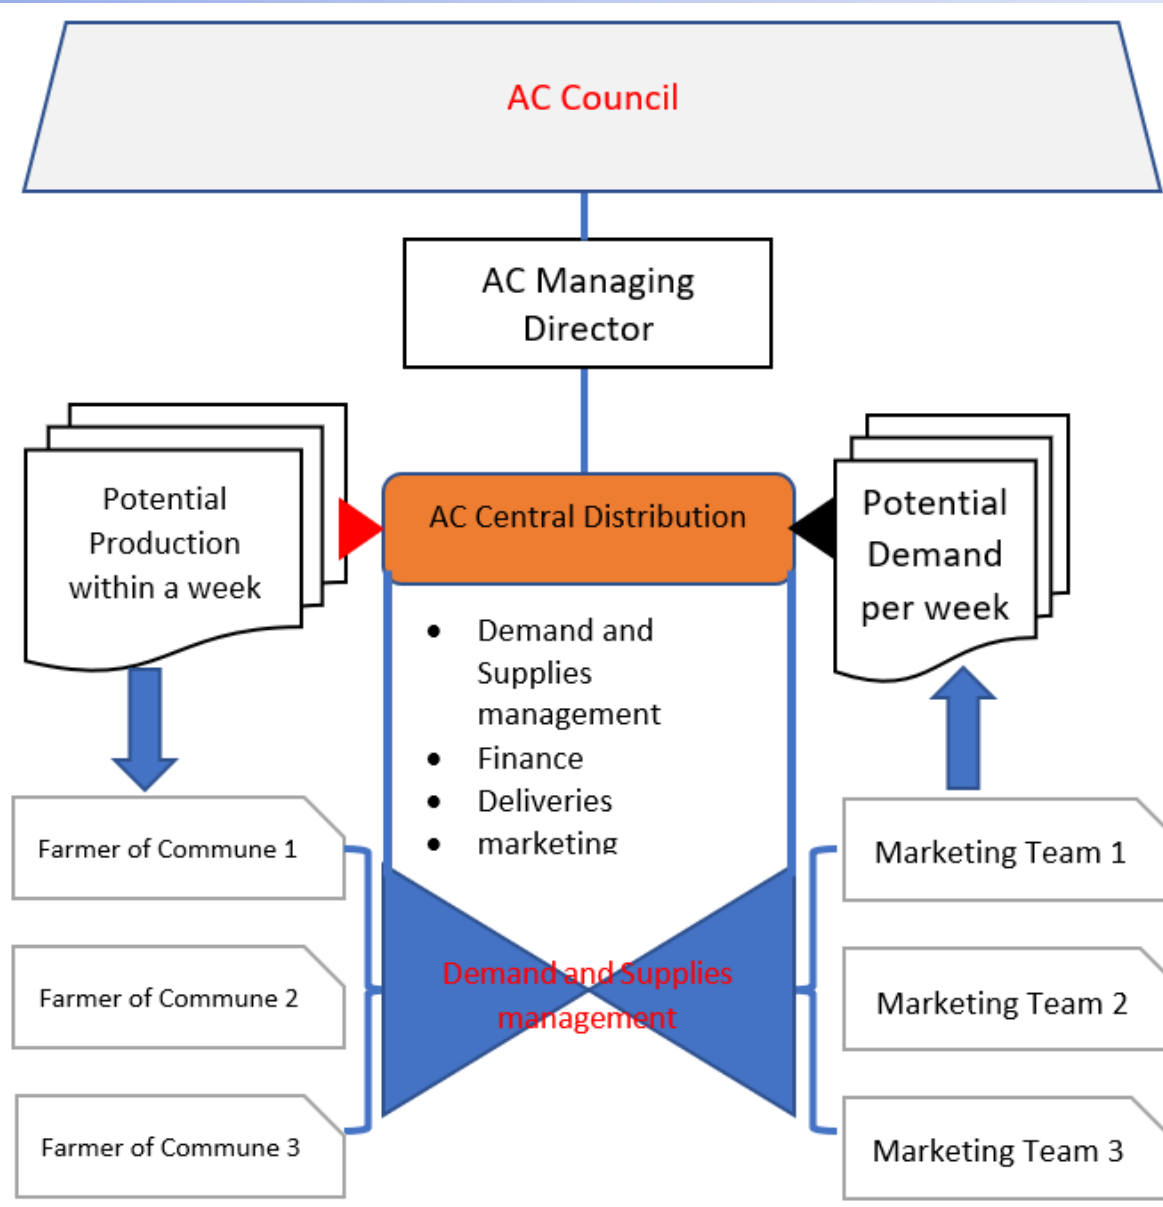 AC Council
AC Managing
Director
Potential
Production
within a week
AC Central Distribution
Potential
Demand
per week
• Demand and
Supplies
management
• Finance
• Deliveries
• marketing
Farmer of Commune 1
Farmer of Commune 2
Farmer of Commune 3
Demand and Supplies
management
Marketing Team 1
Marketing Team 2
Marketing Team 3